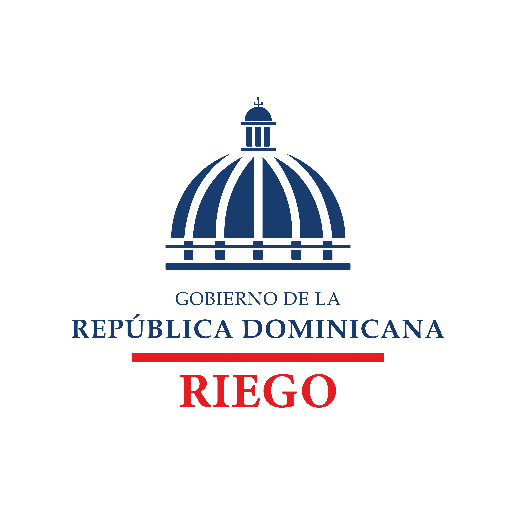 GOBIERNO DE LA
REPÚBLICA DOMINICANA
RIEGO